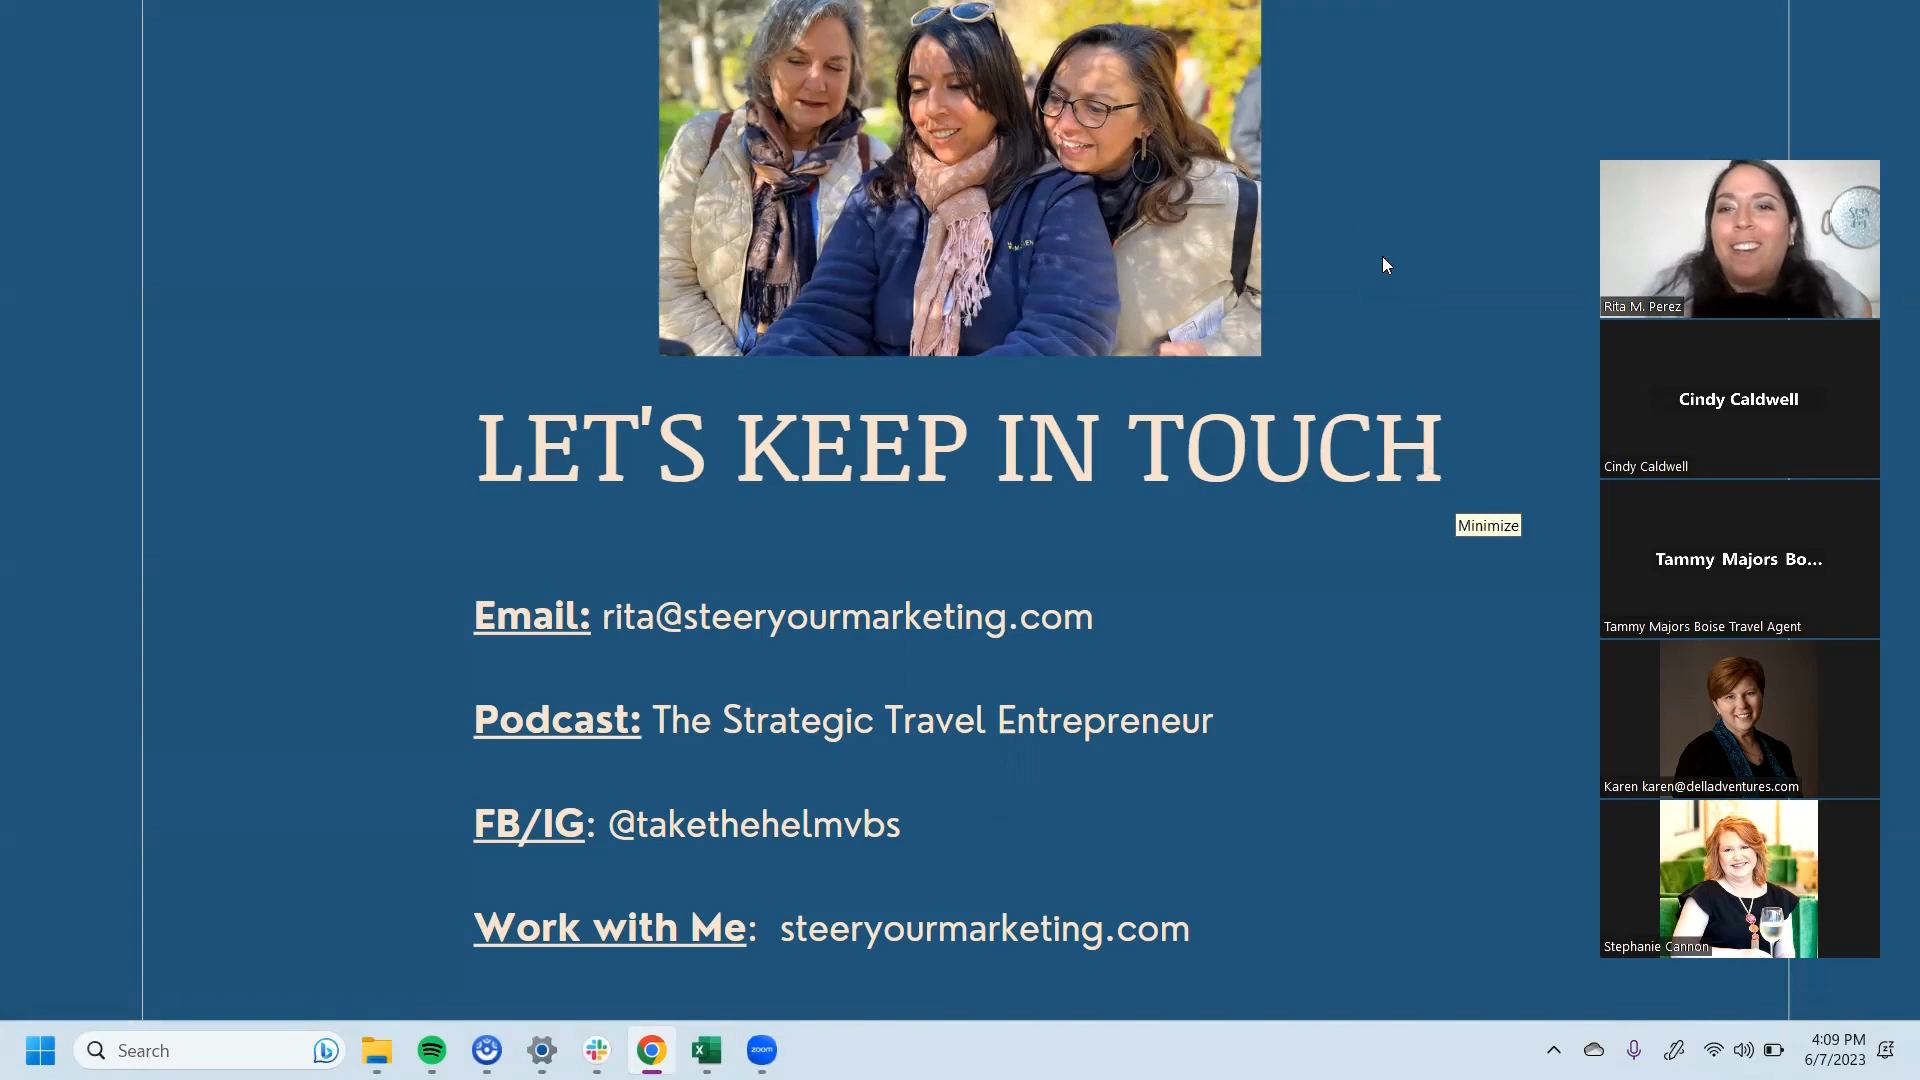 LET'S KEEP IN TOUCH
Minimize
Email: rita@steeryourmarketing.com
Podcast: The Strategic Travel Entrepreneur
FB/IG: @takethehelmvbs
Work with Me: steeryourmarketing.com
Rita M. Perez
Cindy Caldwell
Cindy Caldwell
Tammy Majors Bo...
Tammy Majors Boise Travel Agent
Karen karen@delladventures.com
Stephanie Cannon
Search
zoom
4:09 PM
6/7/2023